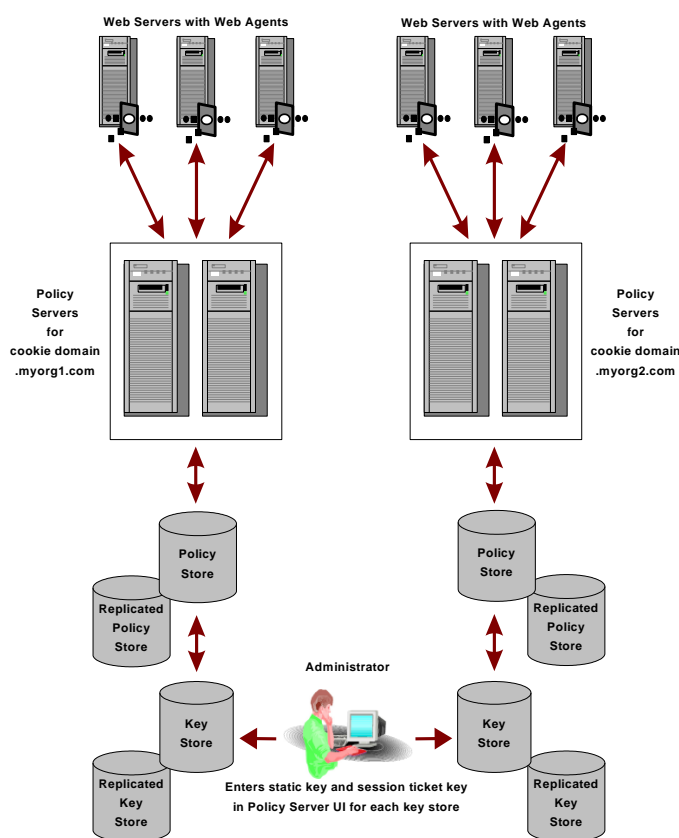 Web Servers with Web Agents
Web Servers with Web Agents
Policy
Servers
for
cookie domain
.myorg1.com
Policy
Servers
for
cookie domain
.myorg2.com
Policy
Store
Replicated
Policy
Store
Policy
Store
Replicated
Policy
Store
Administrator
Key
Store
Key
Store
Enters static key and session ticket key
in Policy Server UI for each key store
Replicated
Key
Store
Replicated
Key
Store